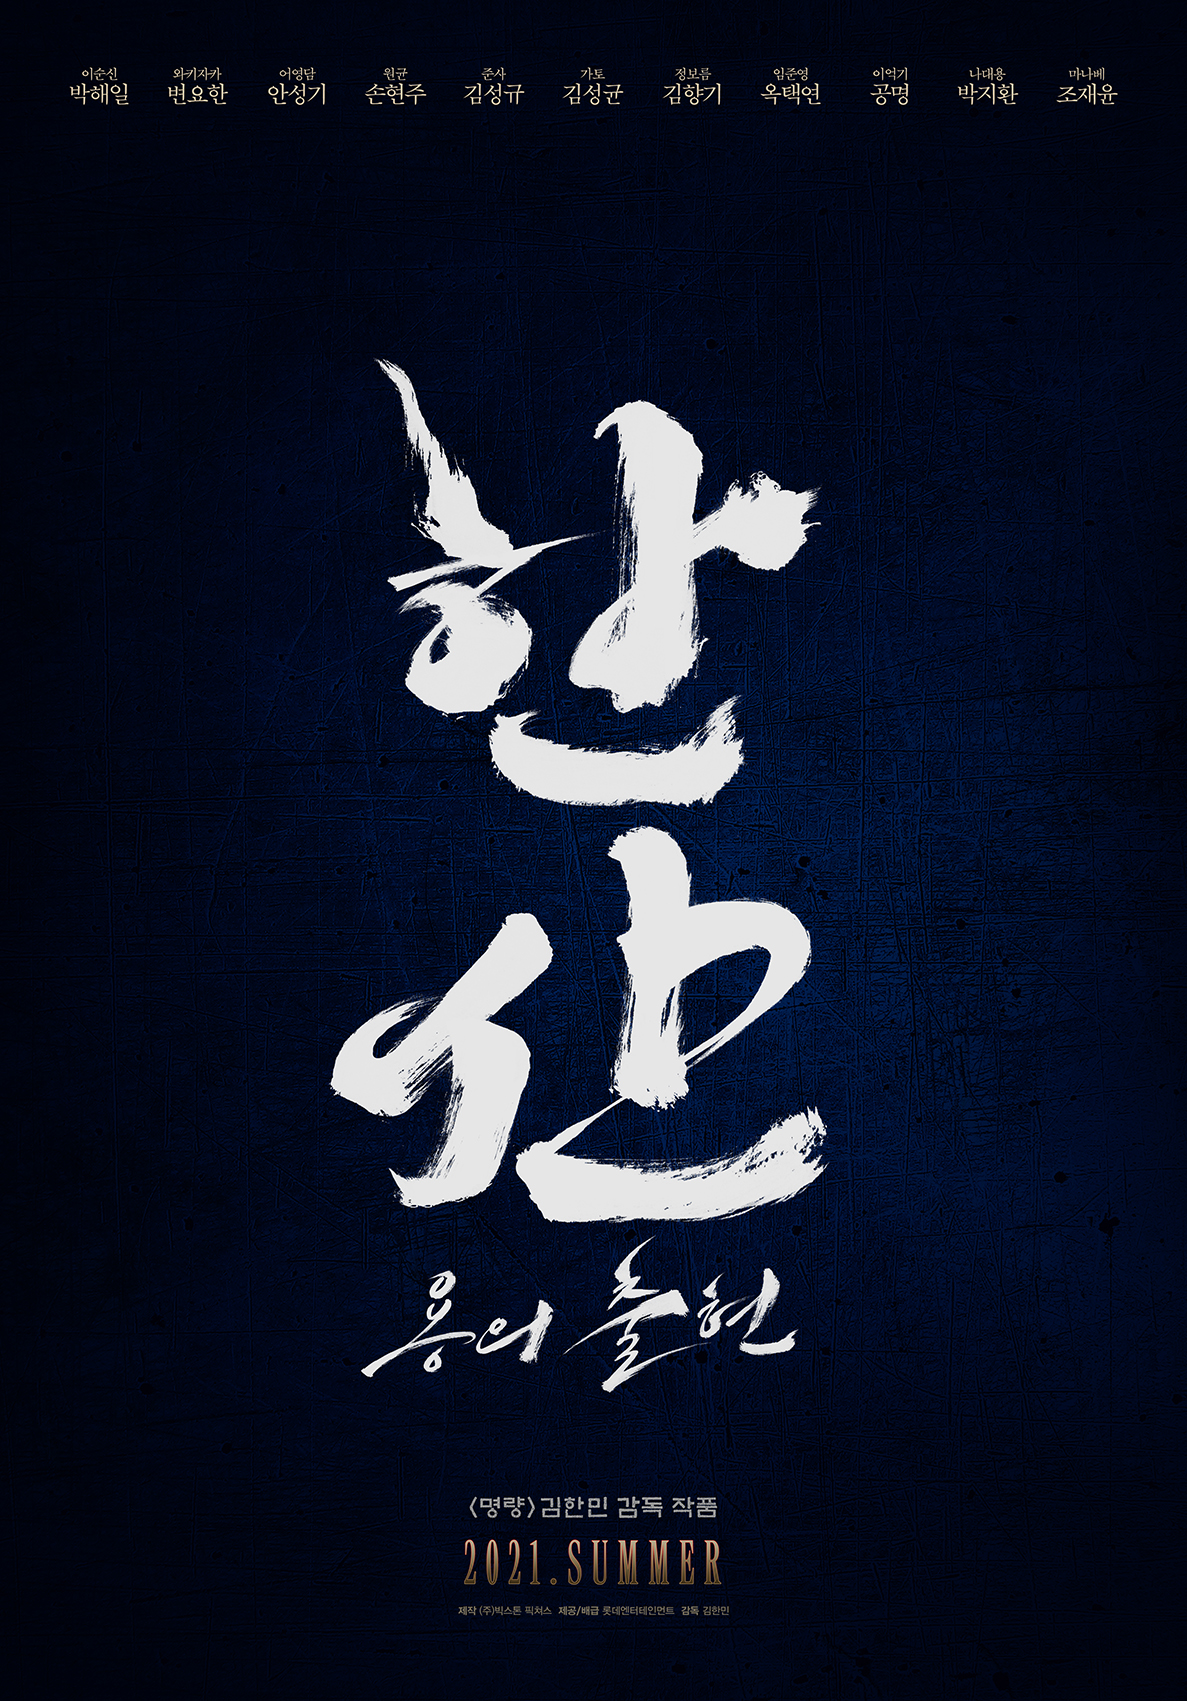 이순신 와키자카 어영담 원균 준사 가토 정보름 임준영 이억기 나대용 마나베
박해일 변요한 안성기 손현주 김성규 김성균 김향기 옥택연 공명 박지환 조재윤
한
산
용의 출현
<명량> 김한민 감독 작품
2021.SUMMER
제작 (주)빅스톤 픽쳐스 제공/배급 롯데엔터테인먼트 감독 김한민